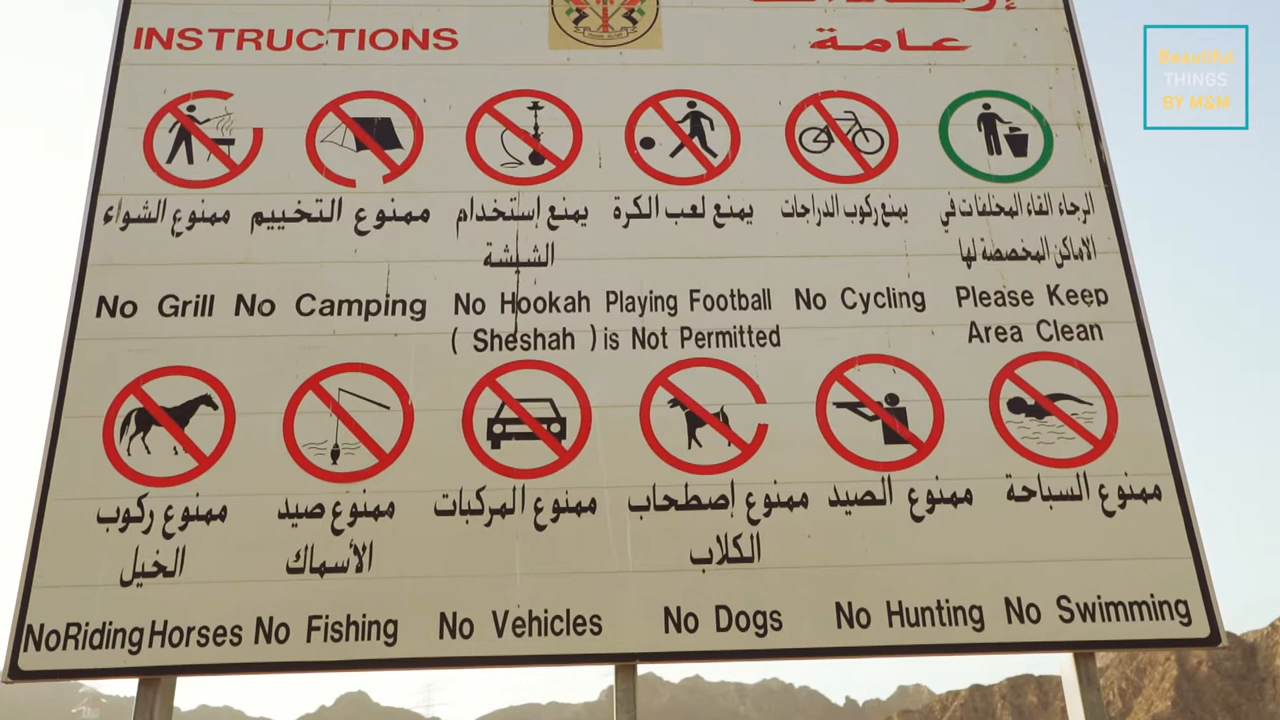 INSTRUCTIONS
عامة
Beautiful
THINGS
BY M&M
ممنوع الشواء
ممنوع التخييم
يمنع إستخدام
الشيشة
يمنع لعب الكرة
يمنع ركوب الدراجات
الرجاء القاء المخلفات في
الاماكن المخصصة لها
No Grill
No Camping
No Hookah
( Sheshah )
Playing Football
is Not Permitted
No Cycling
Please Keep
Area Clean
ممنوع ركوب
الخيل
ممنوع صيد
الأسماك
ممنوع المركبات
ممنوع إصطحاب
الكلاب
ممنوع الصيد
ممنوع السباحة
NoRiding Horses
No Fishing
No Vehicles
No Dogs
No Hunting
No Swimming